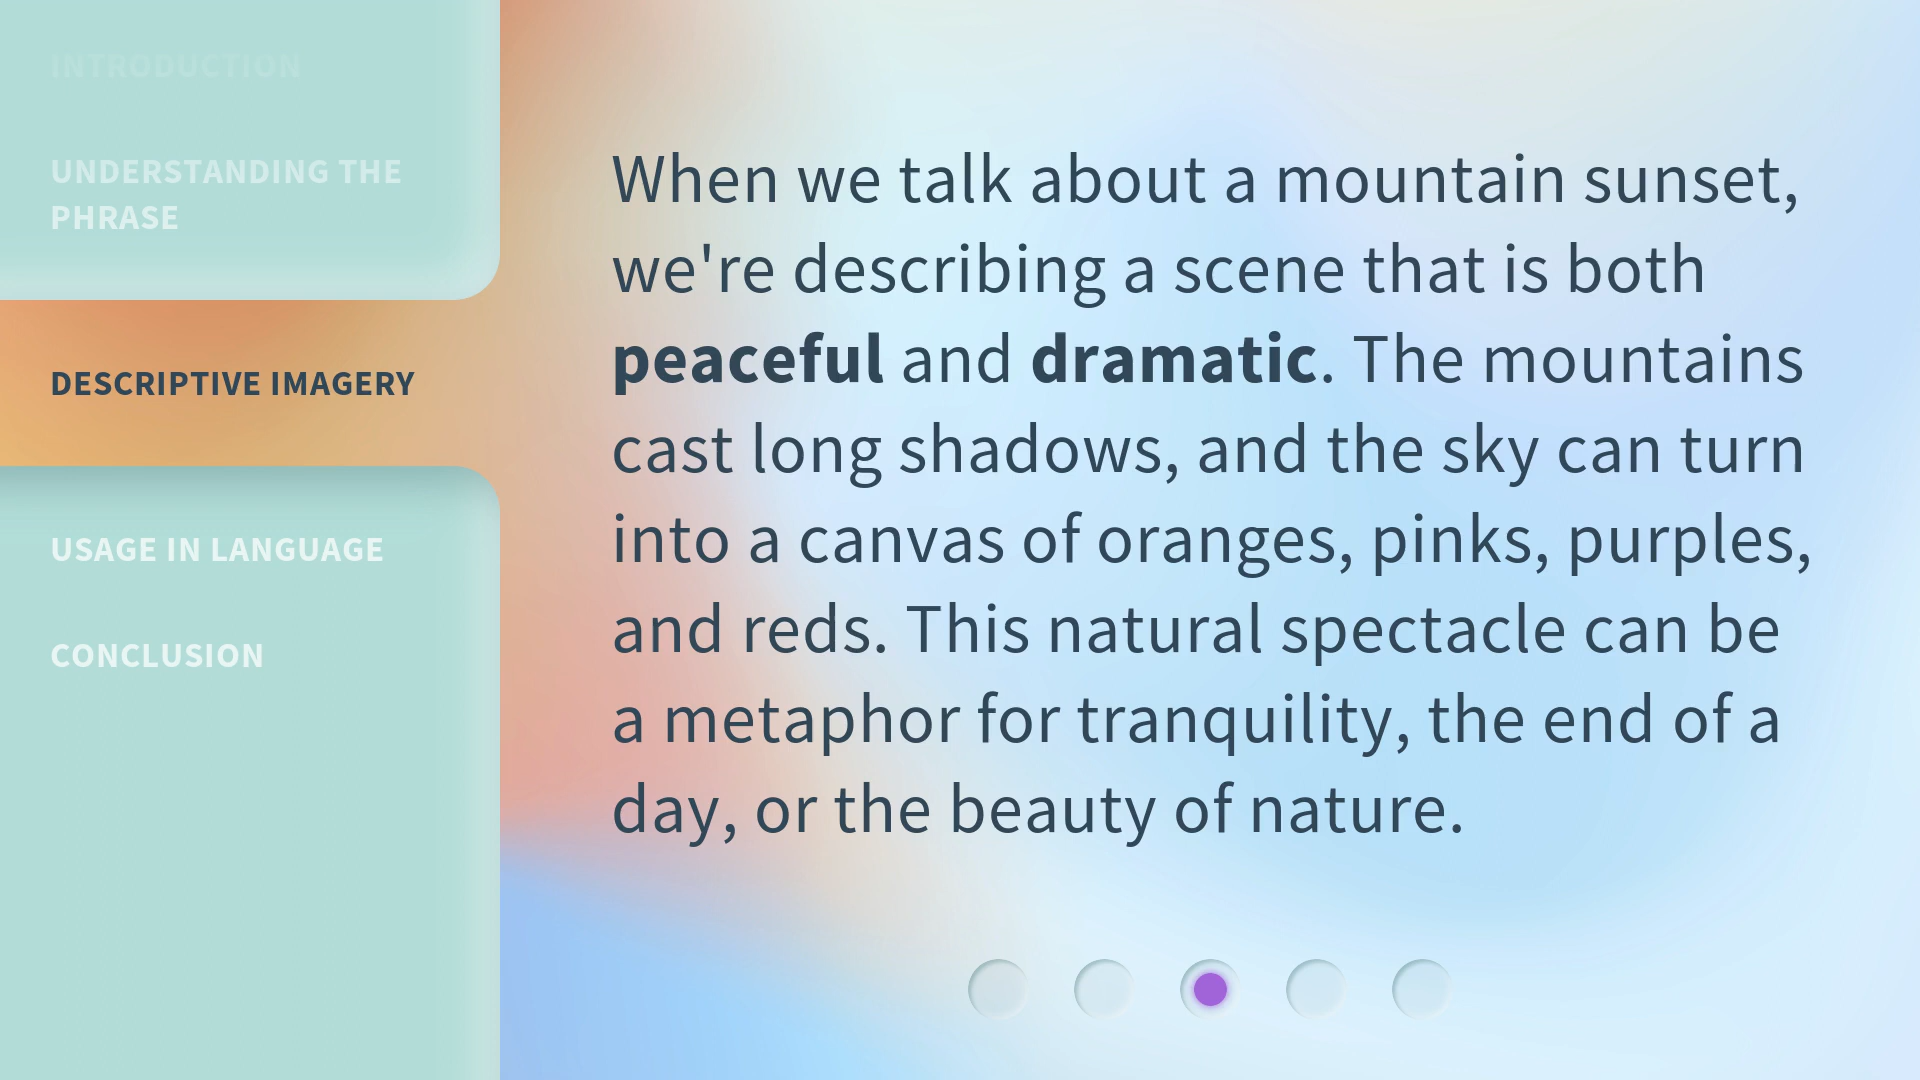 INTRODUCTION
UNDERSTANDING THE
PHRASE
DESCRIPTIVE IMAGERY
USAGE IN LANGUAGE
CONCLUSION
When we talk about a mountain sunset,
we're describing a scene that is both
peaceful and dramatic. The mountains
cast long shadows, and the sky can turn
into a canvas of oranges, pinks, purples,
and reds. This natural spectacle can be
a metaphor for tranquility, the end of a
day, or the beauty of nature.